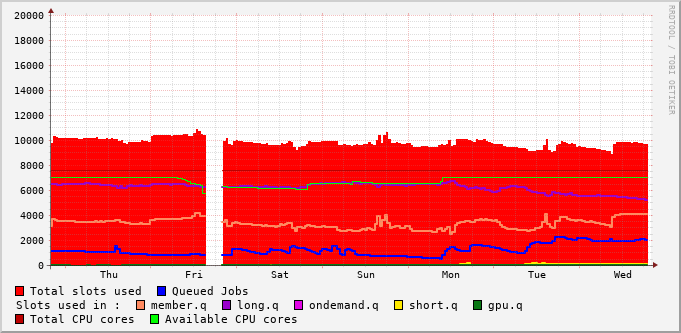 20000
18000
16000
14000
12000
10000
8000
6000
4000
2000
0
Thu Fri Sat Sun Mon Tue Wed
RRDTOOL / TOBI OETIKER
Total slots used Queued Jobs
Slots used in : member.q long.q ondemand.q short.q gpu.q
Total CPU cores Available CPU cores